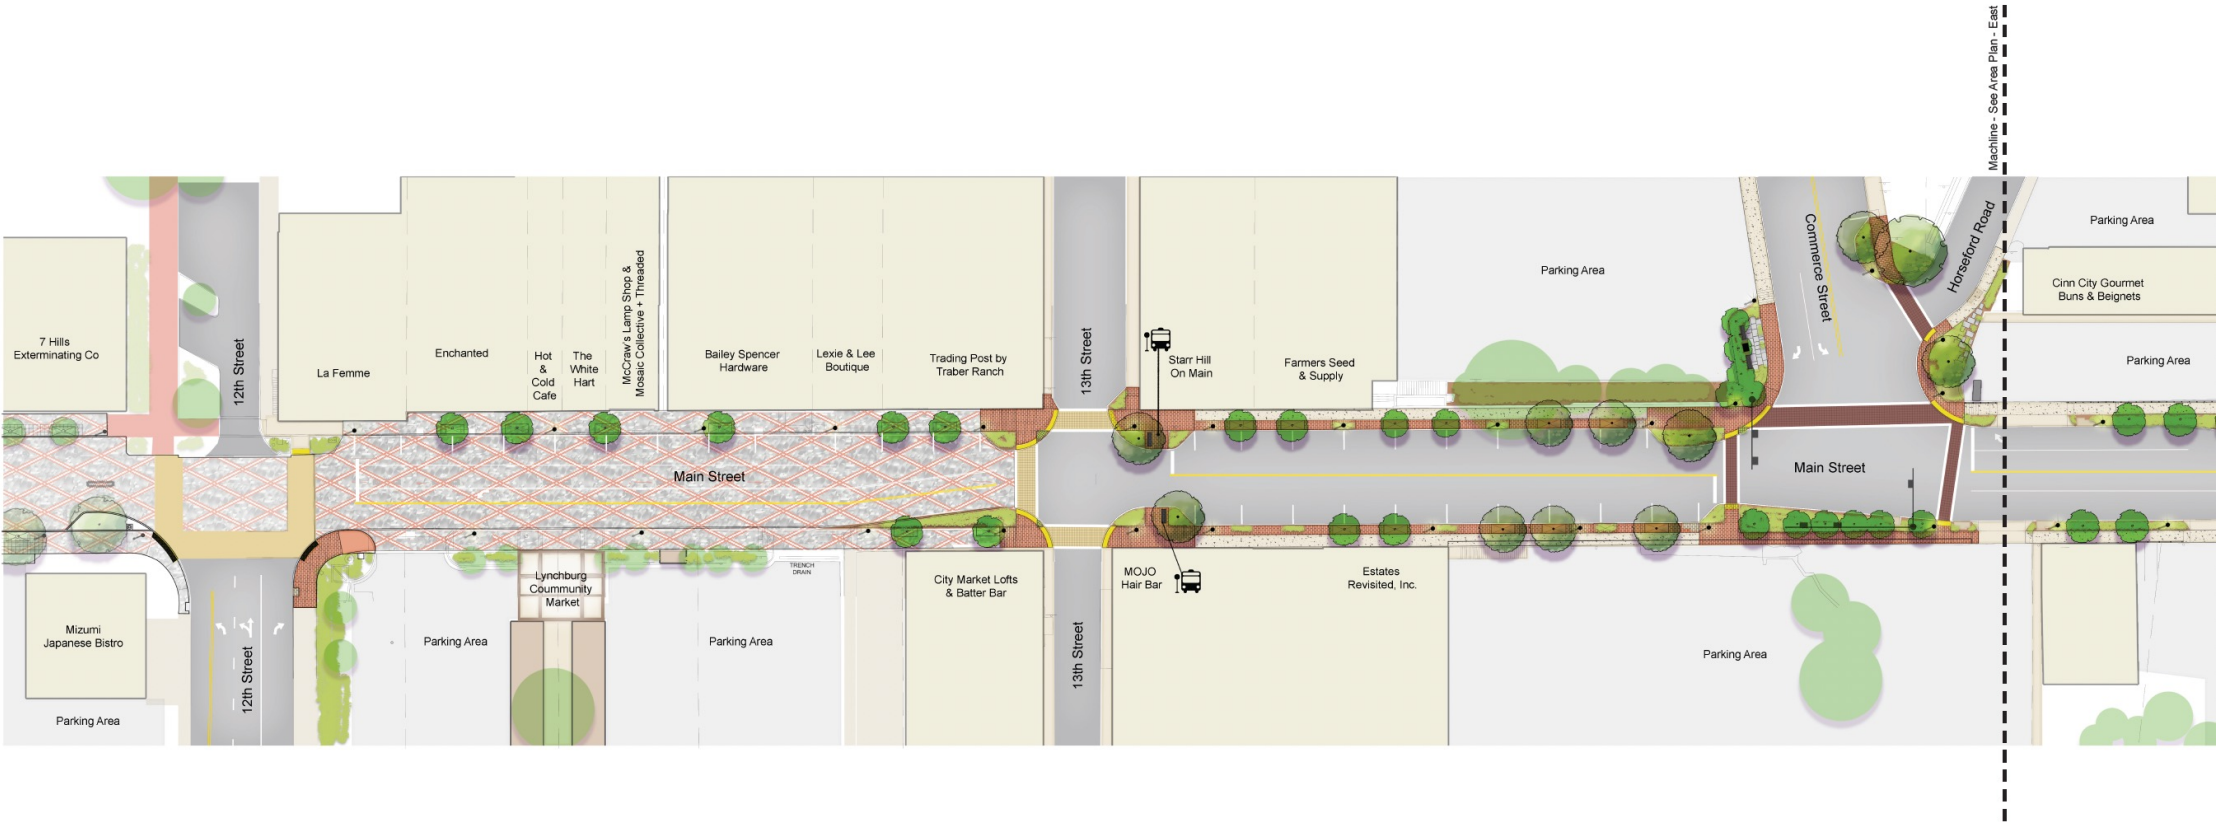 Machline - See Area Plan - East
7 Hills
Exterminating Co
12th Street
La Femme
Enchanted
Hot
&
Cold
Cafe
The
White
Hart
McCraw's Lamp Shop &
Mosaic Collective + Threaded
Bailey Spencer
Hardware
Lexie & Lee
Boutique
Trading Post by
Traber Ranch
13th Street
Starr Hill
On Main
Farmers Seed
& Supply
Parking Area
Commerce Street
Horseford Road
Parking Area
Cinn City Gourmet
Buns & Beignets
Parking Area
Main Street
Main Street
Mizumi
Japanese Bistro
Parking Area
12th Street
Parking Area
Lynchburg
Coummunity
Market
Parking Area
TRENCH
DRAIN
City Market Lofts
& Batter Bar
13th Street
MOJO
Hair Bar
Estates
Revisited, Inc.
Parking Area